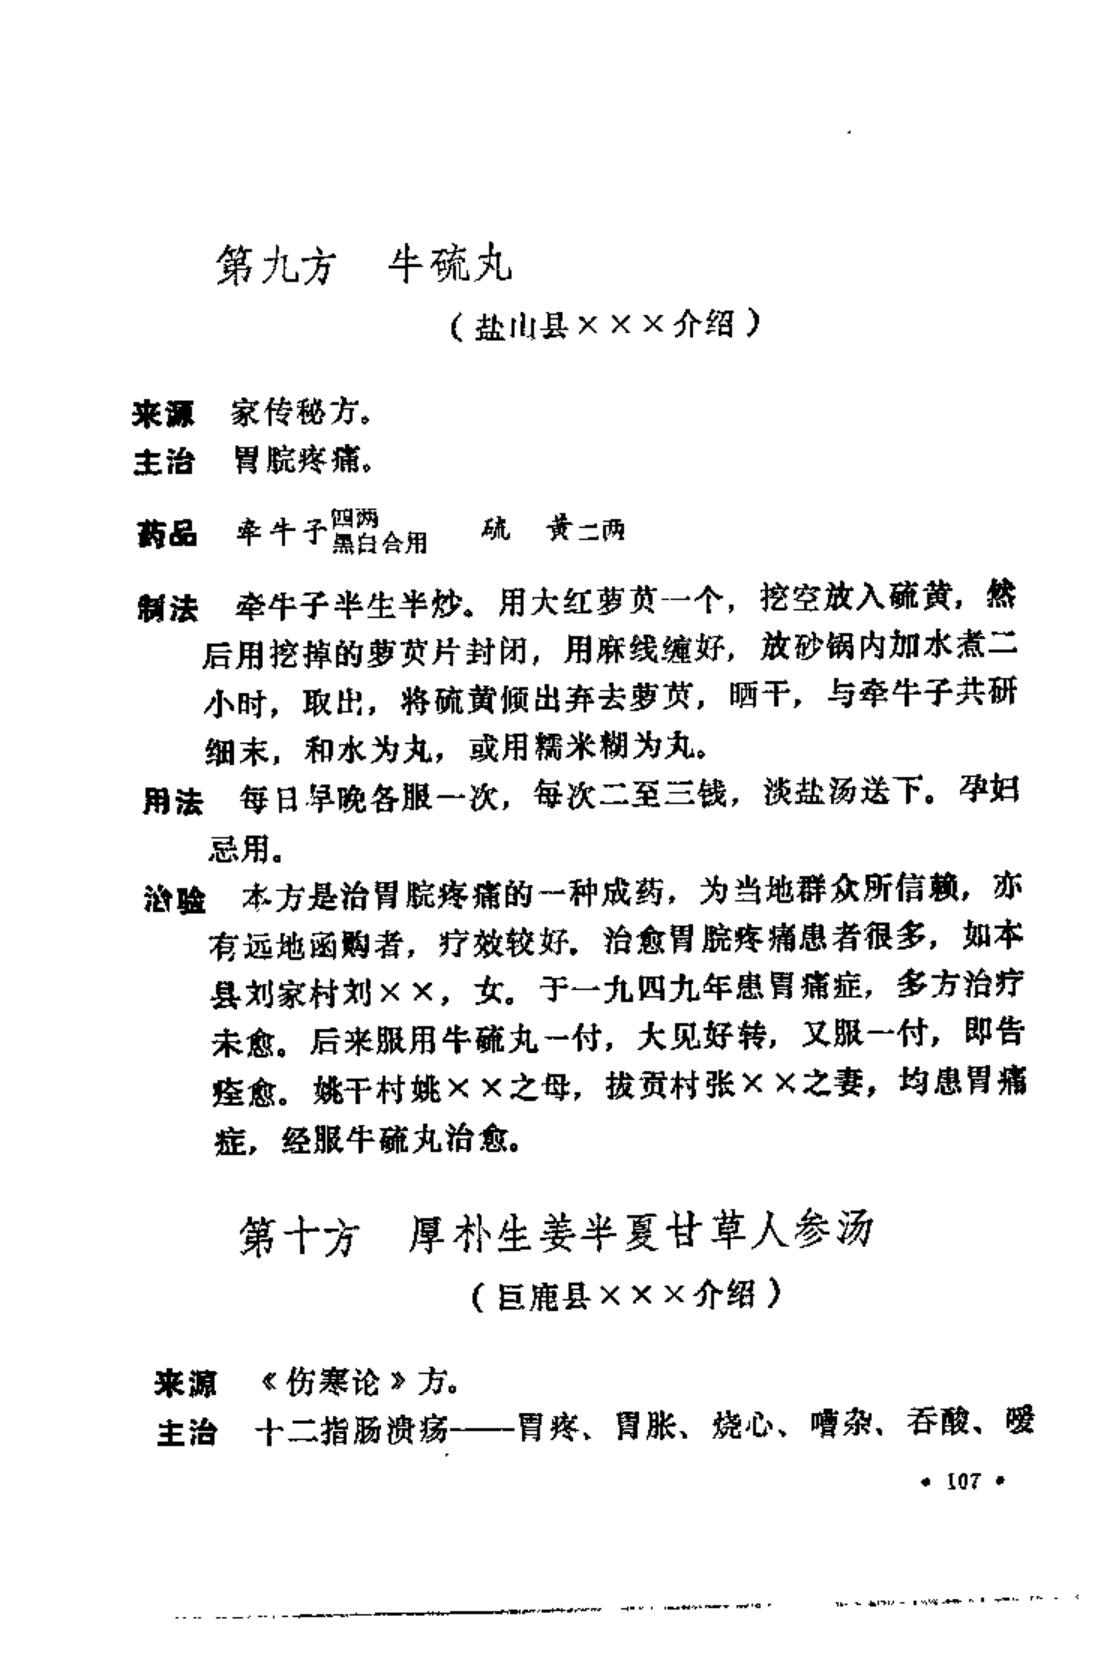 第九方 牛硫丸
(盐山县×××介绍)
来源 家传秘方。
主治 胃脘疼痛。
药品 牵牛子四两黑白合用 硫 黄二两
制法 牵牛子半生半炒。用大红萝苂一个，挖空放入硫黄，然
后用挖掉的萝苂片封闭，用麻线缠好，放砂锅内加水煮二
小时，取出，将硫黄倾出弃去萝苂，晒干，与牵牛子共研
细末，和水为丸，或用糯米糊为丸。
用法 每日早晚各服一次，每次二至三钱，淡盐汤送下。孕妇
忌用。
治验 本方是治胃脘疼痛的一种成药，为当地群众所信赖，亦
有远地函购者，疗效较好。治愈胃脘疼痛患者很多，如本
县刘家村刘××，女。于一九四九年患胃痛症，多方治疗
未愈。后来服用牛硫丸一付，大见好转，又服一付，即告
痊愈。姚干村姚××之母，拔贡村张××之妻，均患胃痛
症，经服牛硫丸治愈。
第十方 厚朴生姜半夏甘草人参汤
(巨鹿县×××介绍)
来源 《伤寒论》方。
主治 十二指肠溃疡——胃疼、胃胀、烧心、嘈杂、吞酸、嗳
• 107 •